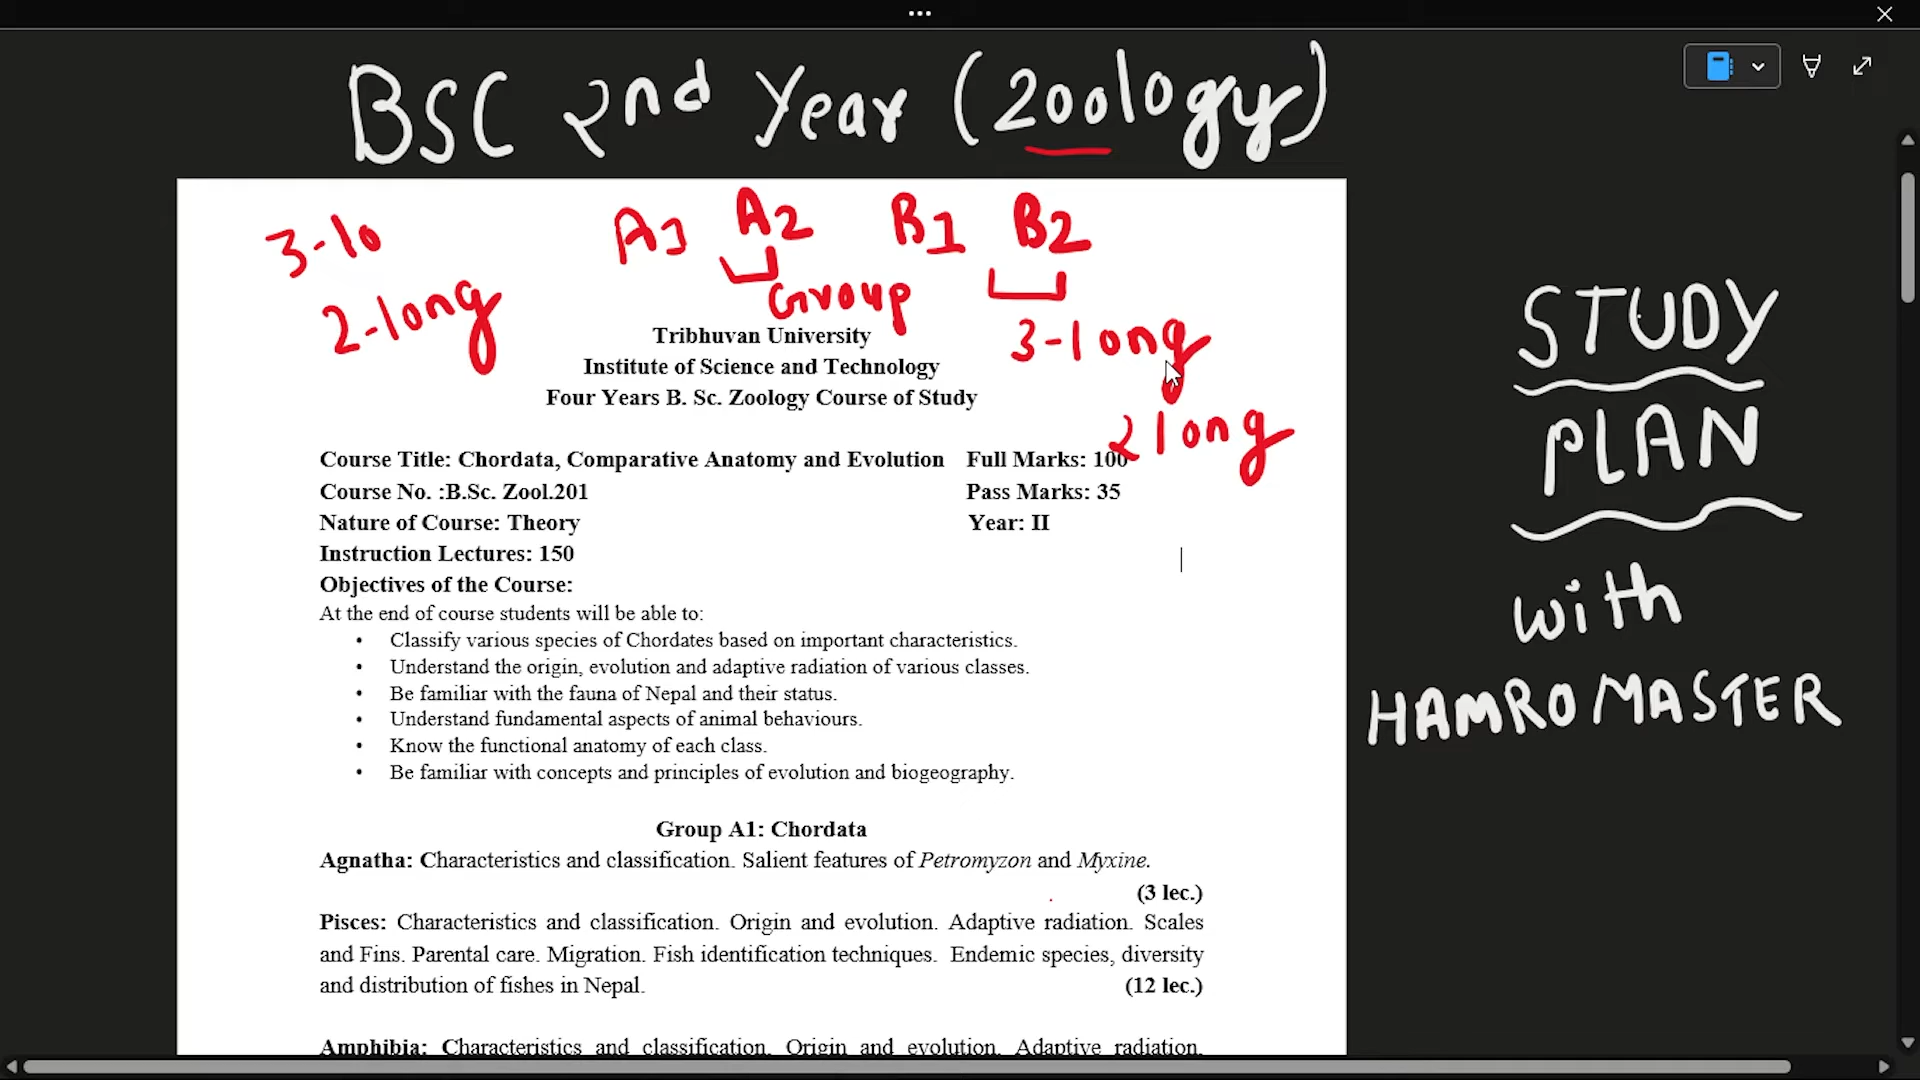 BSC 2nd Year (Zoology)
3-lo
2-long
A1 A2 B1 B2
Group
3-long
2 long
Tribhuvan University
Institute of Science and Technology
Four Years B. Sc. Zoology Course of Study
Course Title: Chordata, Comparative Anatomy and Evolution Full Marks: 100
Course No. :B.Sc. Zool.201 Pass Marks: 35
Nature of Course: Theory Year: II
Instruction Lectures: 150
Objectives of the Course:
At the end of course students will be able to:
• Classify various species of Chordates based on important characteristics.
• Understand the origin, evolution and adaptive radiation of various classes.
• Be familiar with the fauna of Nepal and their status.
• Understand fundamental aspects of animal behaviours.
• Know the functional anatomy of each class.
• Be familiar with concepts and principles of evolution and biogeography.
Group A1: Chordata
Agnatha: Characteristics and classification. Salient features of Petromyzon and Myxine.
(3 lec.)
Pisces: Characteristics and classification. Origin and evolution. Adaptive radiation. Scales
and Fins. Parental care. Migration. Fish identification techniques. Endemic species, diversity
and distribution of fishes in Nepal. (12 lec.)
Amphibia: Characteristics and classification. Origin and evolution. Adaptive radiation.
STUDY
PLAN
with
HAMRO MASTER